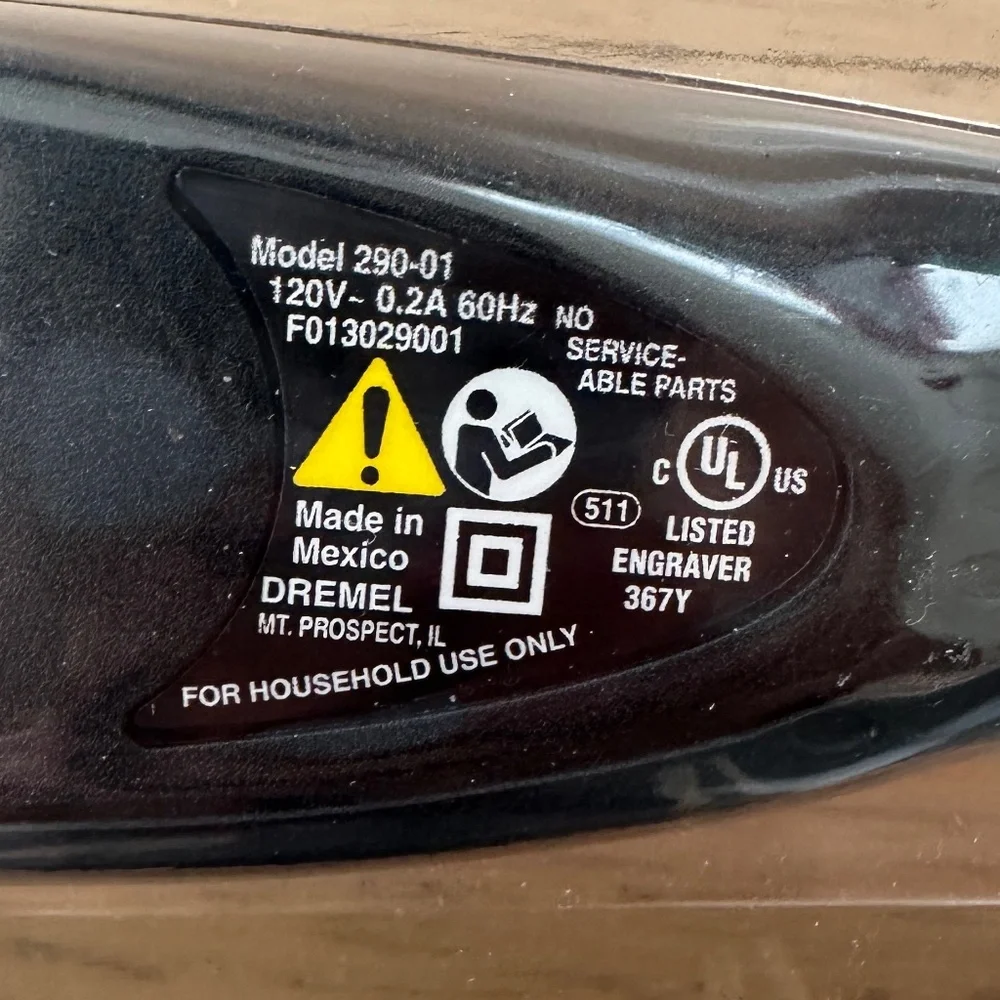 Model 290-01
120V~ 0.2A 60Hz
F013029001
NO
SERVICE-
ABLE PARTS
C UL US
LISTED
ENGRAVER
367Y
511
Made in
Mexico
DREMEL
MT. PROSPECT, IL
FOR HOUSEHOLD USE ONLY